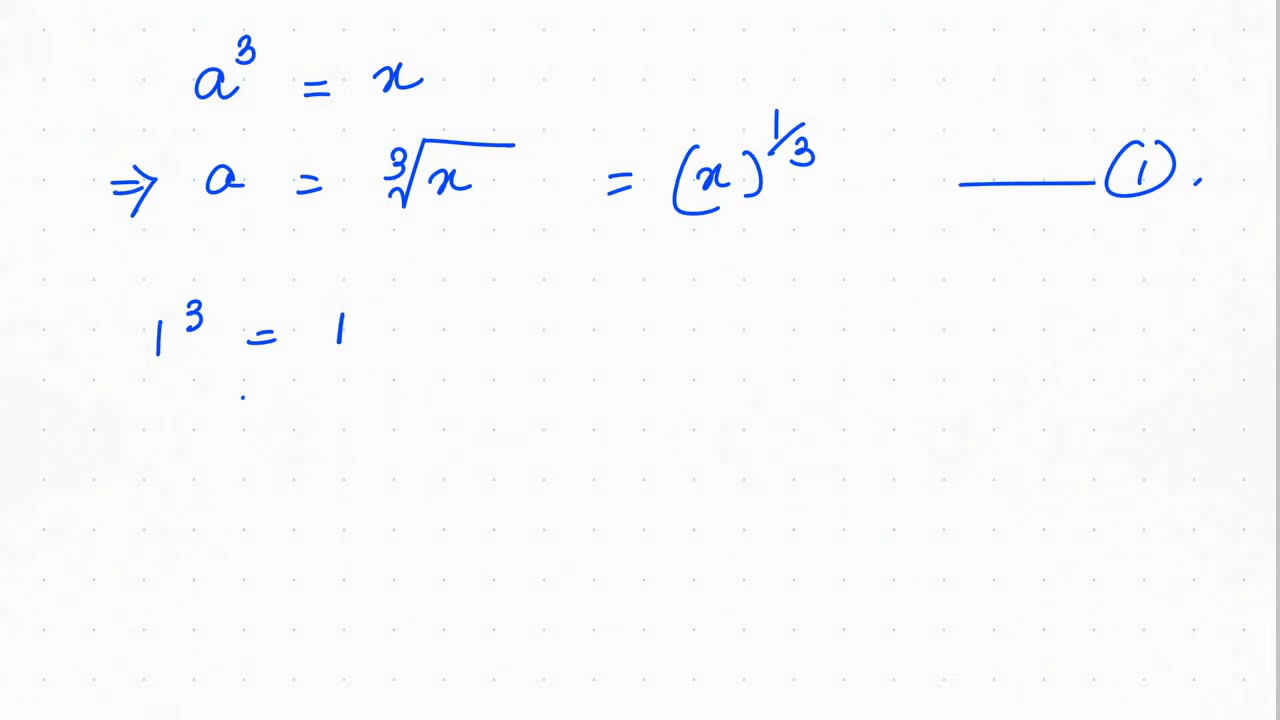 a³ = x
⇒ a = ∛x = (x)^1/3 —— ①.
1³ = 1